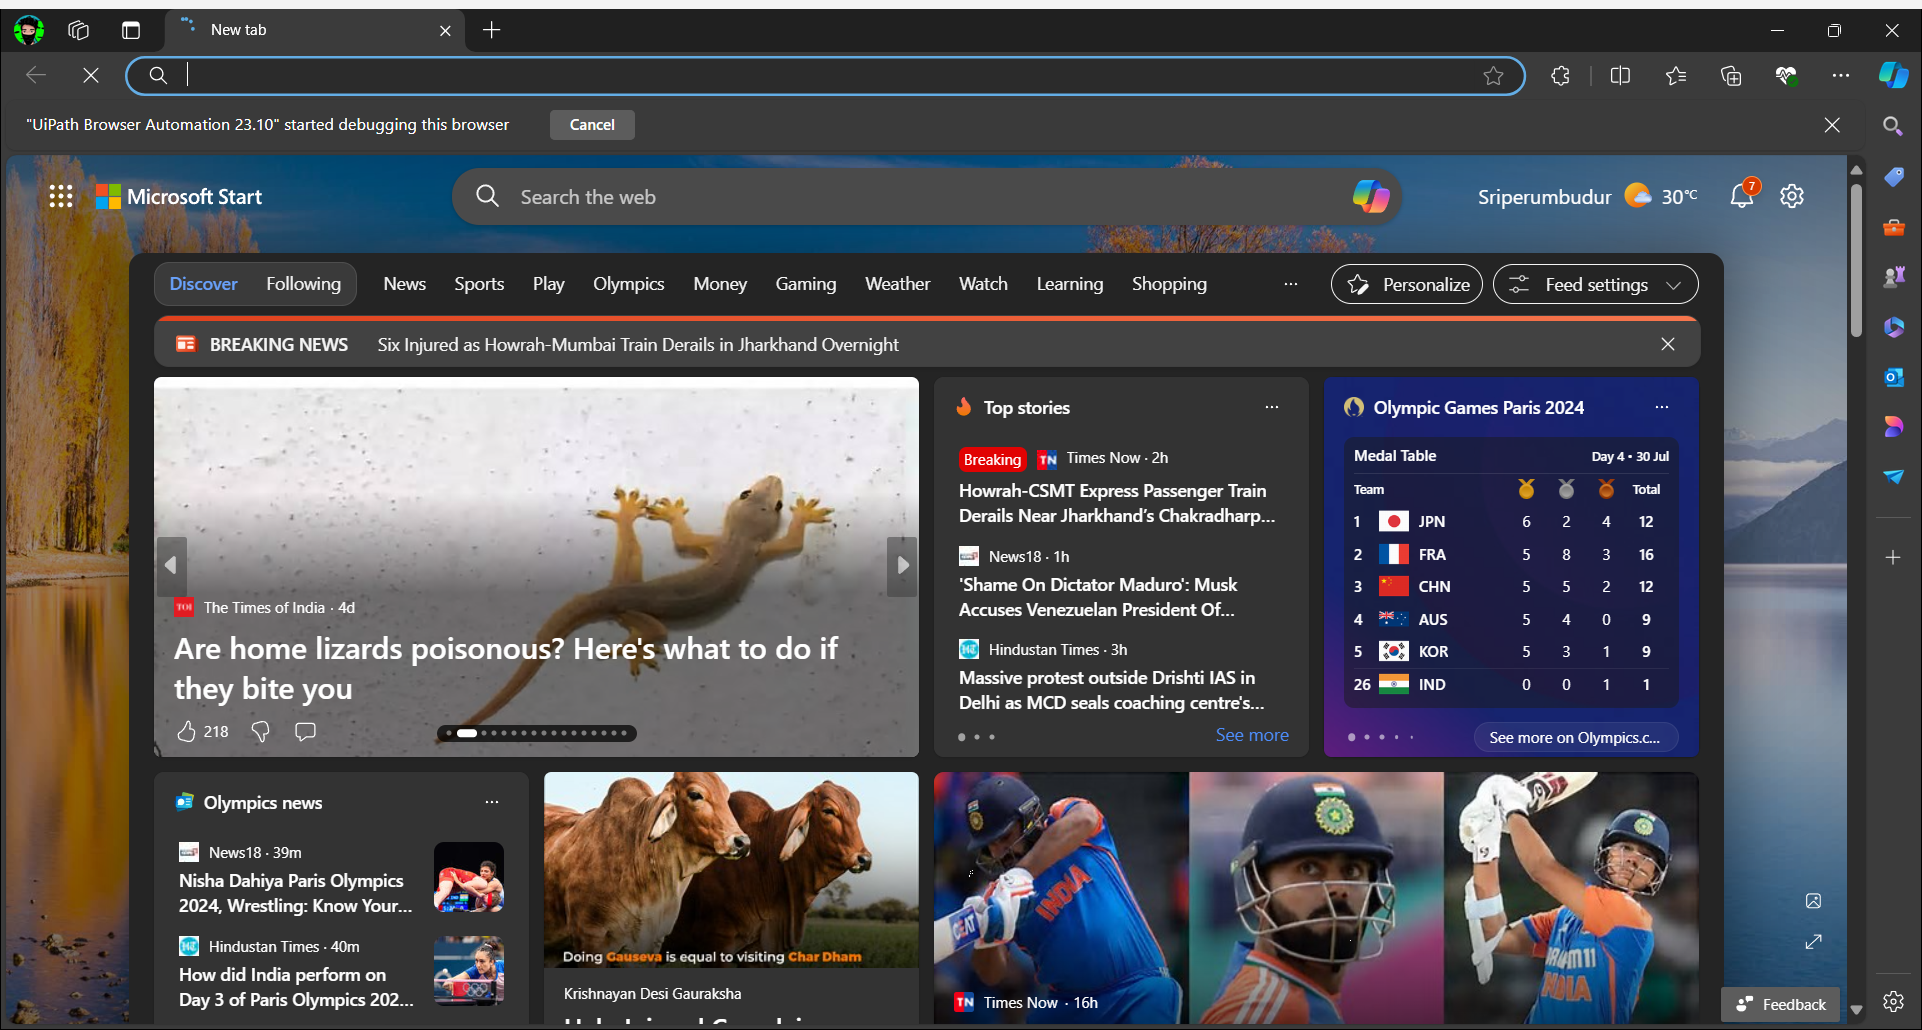 New tab
"UiPath Browser Automation 23.10" started debugging this browser
Cancel
Microsoft Start
Search the web
Sriperumbudur
30°C
7
Discover
Following
News
Sports
Play
Olympics
Money
Gaming
Weather
Watch
Learning
Shopping
Personalize
Feed settings
BREAKING NEWS
Six Injured as Howrah-Mumbai Train Derails in Jharkhand Overnight
TOI
The Times of India · 4d
Are home lizards poisonous? Here's what to do if
they bite you
218
Top stories
Breaking
TN
Times Now · 2h
Howrah-CSMT Express Passenger Train
Derails Near Jharkhand's Chakradharp...
News18 · 1h
'Shame On Dictator Maduro': Musk
Accuses Venezuelan President Of...
HT
Hindustan Times · 3h
Massive protest outside Drishti IAS in
Delhi as MCD seals coaching centre's...
See more
Olympic Games Paris 2024
Medal Table
Day 4 • 30 Jul
Team
Total
1 JPN 6 2 4 12
2 FRA 5 8 3 16
3 CHN 5 5 2 12
4 AUS 5 4 0 9
5 KOR 5 3 1 9
26 IND 0 0 1 1
See more on Olympics.c...
Olympics news
News18 · 39m
Nisha Dahiya Paris Olympics
2024, Wrestling: Know Your...
HT
Hindustan Times · 40m
How did India perform on
Day 3 of Paris Olympics 202...
Doing Gauseva is equal to visiting Char Dham
Krishnayan Desi Gauraksha
INDIA
CEAT
INDIA
TN
Times Now · 16h
Feedback